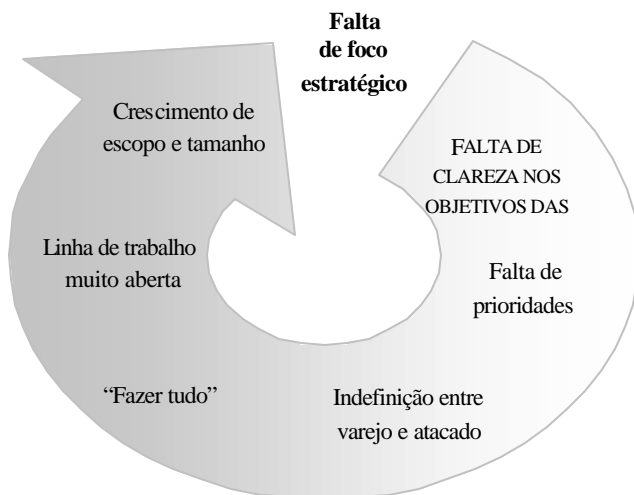 Falta
de foco
estratégico
Crescimento de
escopo e tamanho
FALTA DE
CLAREZA NOS
OBJETIVOS DAS
Linha de trabalho
muito aberta
Falta de
prioridades
“Fazer tudo”
Indefinição entre
varejo e atacado